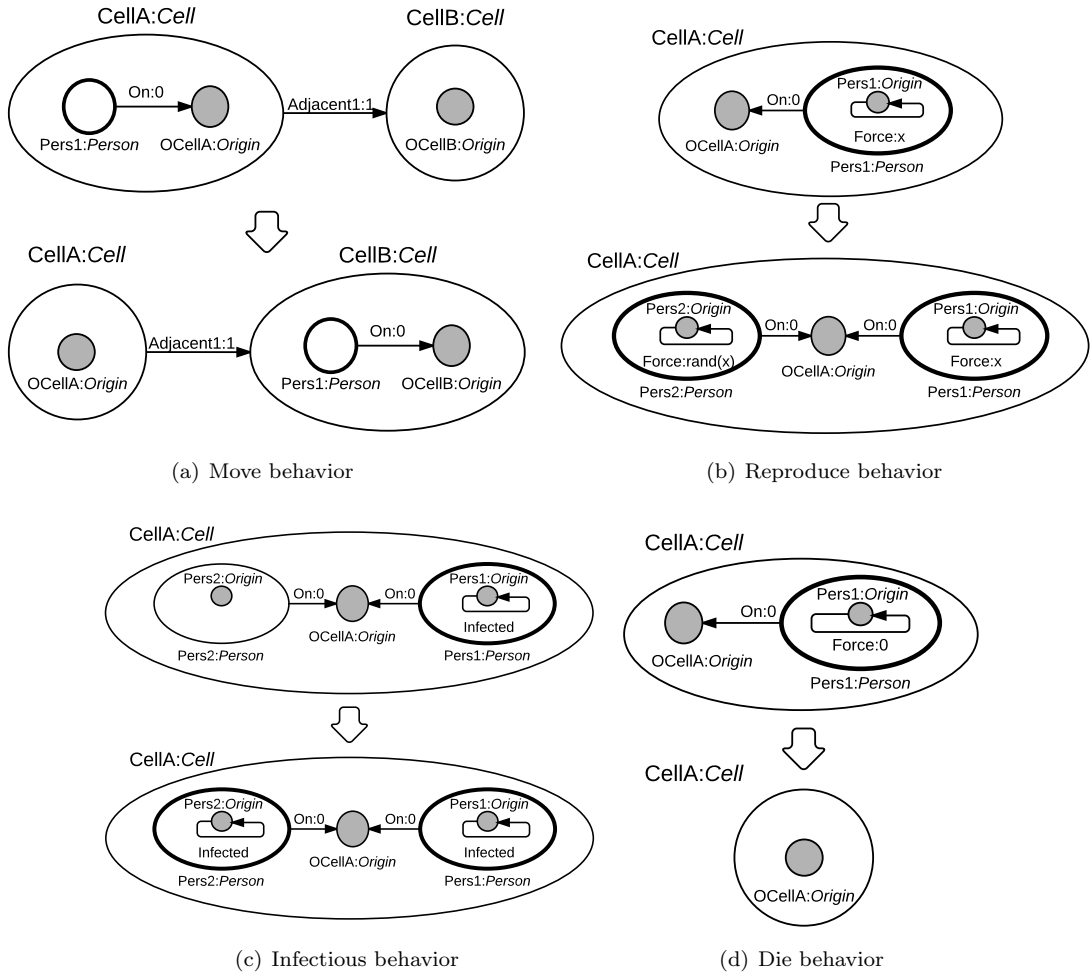 CellA:Cell
CellB:Cell
On:0
Adjacent1:1
Pers1:Person
OCellA:Origin
OCellB:Origin
CellA:Cell
CellB:Cell
On:0
Adjacent1:1
OCellA:Origin
Pers1:Person
OCellB:Origin
(a) Move behavior
CellA:Cell
Pers1:Origin
On:0
Force:x
OCellA:Origin
Pers1:Person
CellA:Cell
Pers2:Origin
Pers1:Origin
On:0
On:0
Force:rand(x)
Force:x
OCellA:Origin
Pers2:Person
Pers1:Person
(b) Reproduce behavior
CellA:Cell
Pers2:Origin
Pers1:Origin
On:0
On:0
Infected
OCellA:Origin
Pers2:Person
Pers1:Person
CellA:Cell
Pers2:Origin
Pers1:Origin
On:0
On:0
Infected
Infected
OCellA:Origin
Pers2:Person
Pers1:Person
(c) Infectious behavior
CellA:Cell
Pers1:Origin
On:0
Force:0
OCellA:Origin
Pers1:Person
CellA:Cell
OCellA:Origin
(d) Die behavior